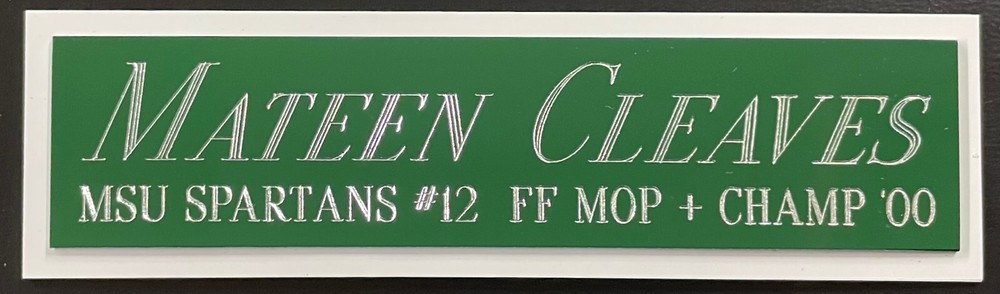 MATEEN CLEAVES
MSU SPARTANS #12 FF MOP + CHAMP '00